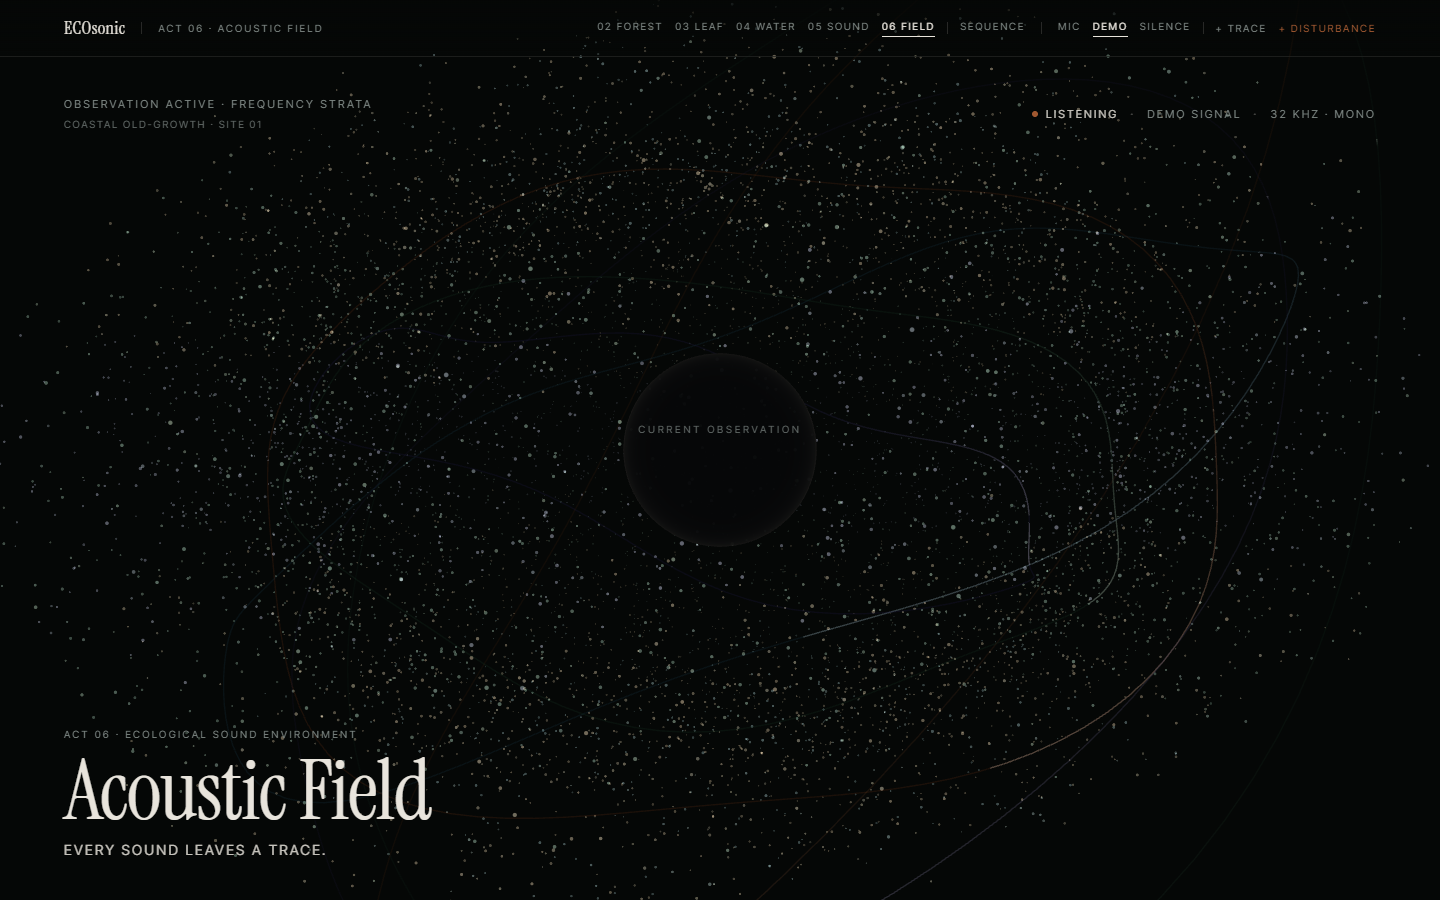 ECOsonic
ACT 06 · ACOUSTIC FIELD
02 FOREST 03 LEAF 04 WATER 05 SOUND 06 FIELD SEQUENCE MIC DEMO SILENCE + TRACE + DISTURBANCE
OBSERVATION ACTIVE · FREQUENCY STRATA
COASTAL OLD-GROWTH · SITE 01
LISTENING · DEMO SIGNAL · 32 KHZ · MONO
CURRENT OBSERVATION
ACT 06 · ECOLOGICAL SOUND ENVIRONMENT
Acoustic Field
EVERY SOUND LEAVES A TRACE.